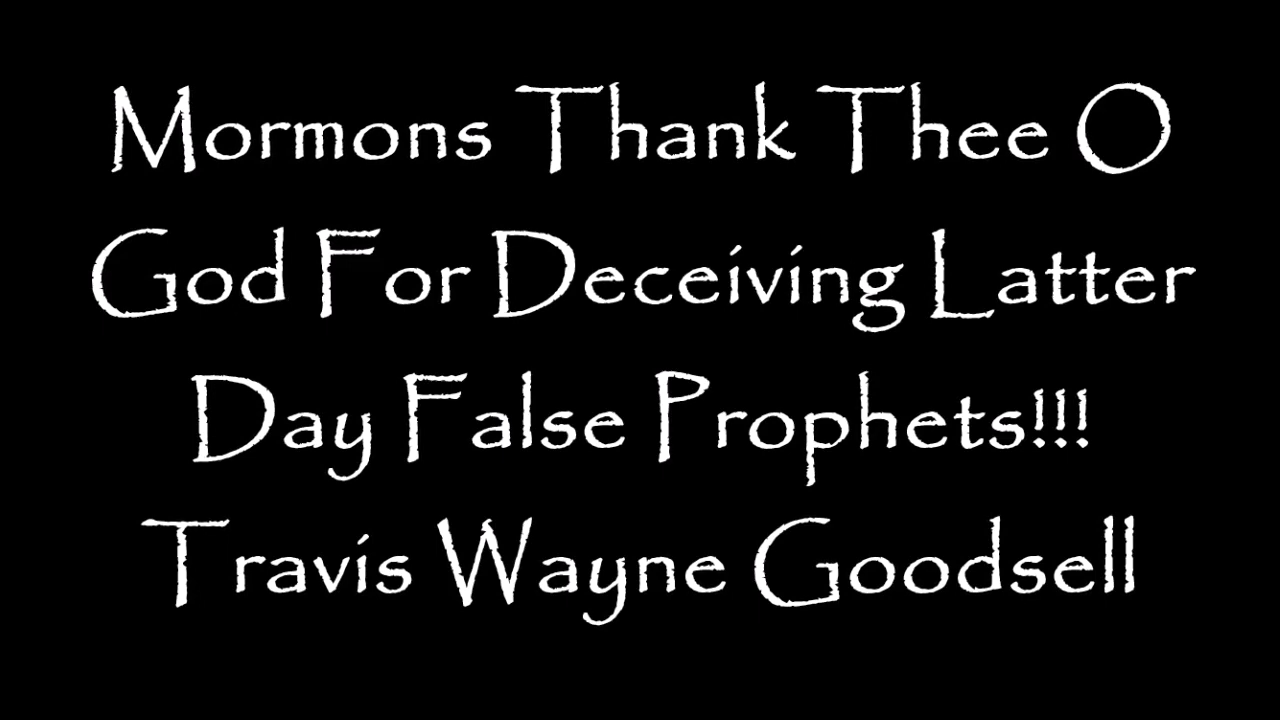 Mormons Thank Thee O
God For Deceiving Latter
Day False Prophets!!!
Travis Wayne Goodsell